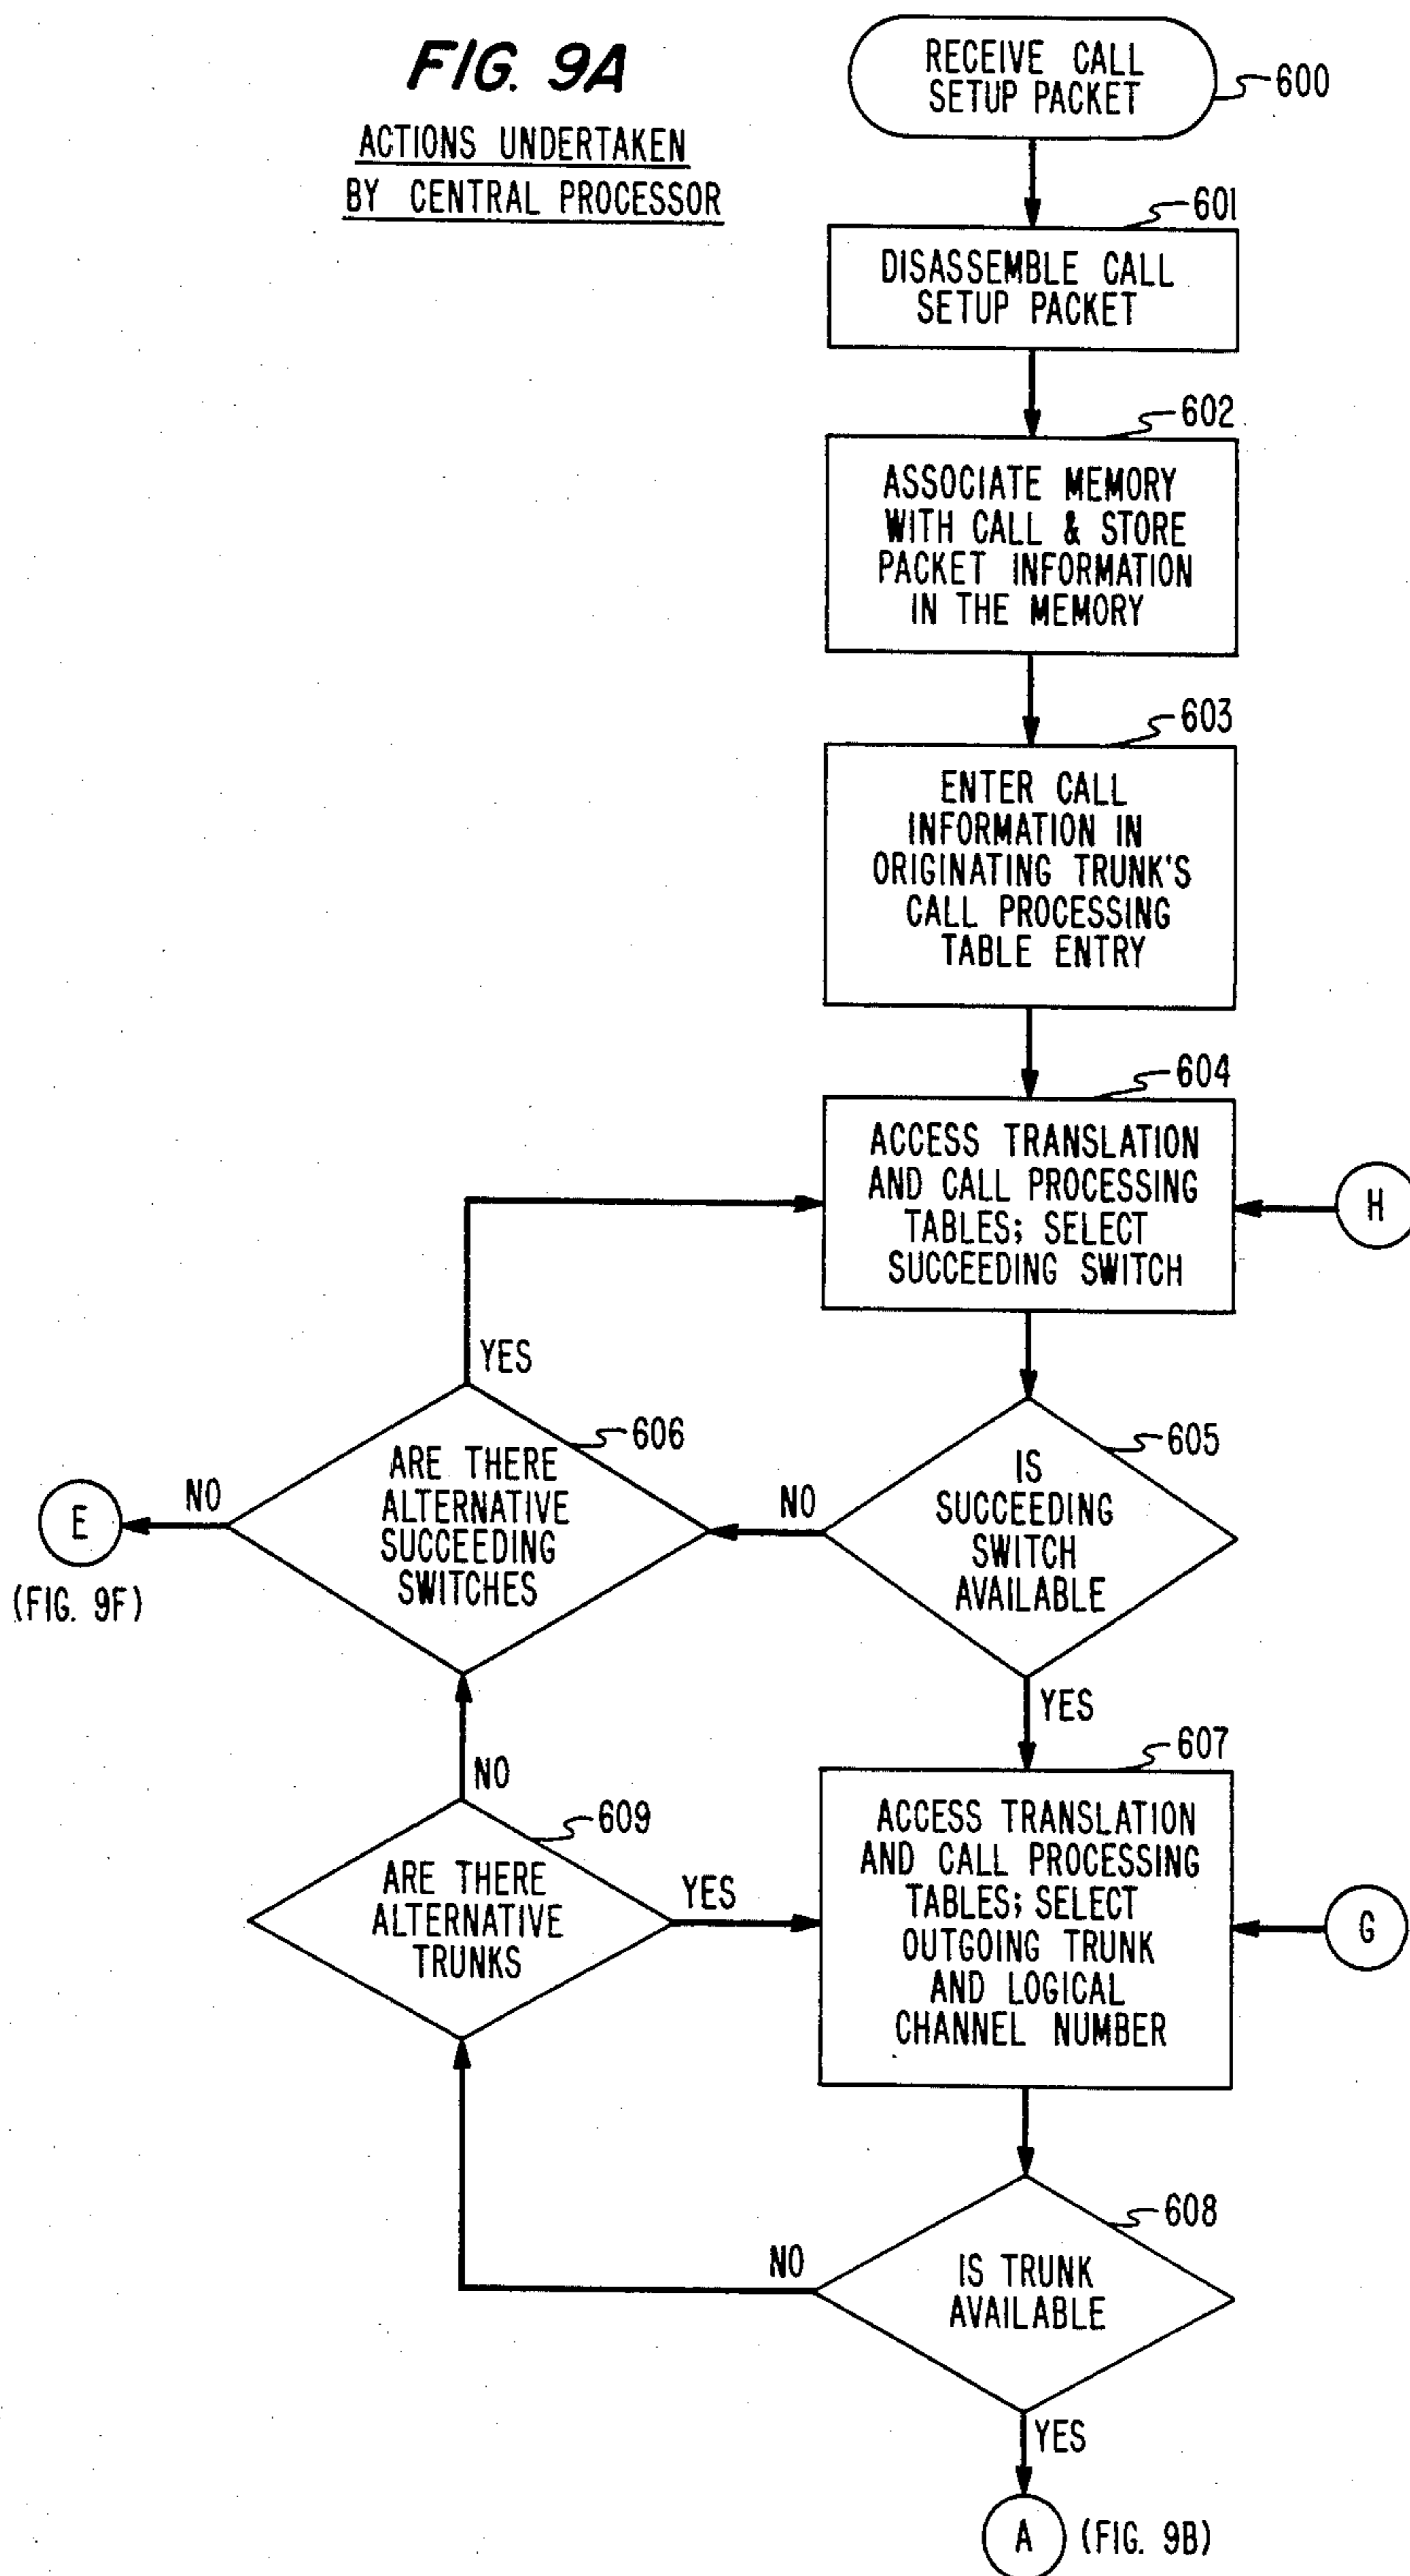 FIG. 9A
ACTIONS UNDERTAKEN
BY CENTRAL PROCESSOR
RECEIVE CALL
SETUP PACKET
600
601
DISASSEMBLE CALL
SETUP PACKET
602
ASSOCIATE MEMORY
WITH CALL & STORE
PACKET INFORMATION
IN THE MEMORY
603
ENTER CALL
INFORMATION IN
ORIGINATING TRUNK'S
CALL PROCESSING
TABLE ENTRY
604
ACCESS TRANSLATION
AND CALL PROCESSING
TABLES; SELECT
SUCCEEDING SWITCH
H
YES
606
ARE THERE
ALTERNATIVE
SUCCEEDING
SWITCHES
NO
E
(FIG. 9F)
605
IS
SUCCEEDING
SWITCH
AVAILABLE
NO
YES
607
ACCESS TRANSLATION
AND CALL PROCESSING
TABLES; SELECT
OUTGOING TRUNK
AND LOGICAL
CHANNEL NUMBER
G
NO
609
ARE THERE
ALTERNATIVE
TRUNKS
YES
608
IS TRUNK
AVAILABLE
NO
YES
A
(FIG. 9B)